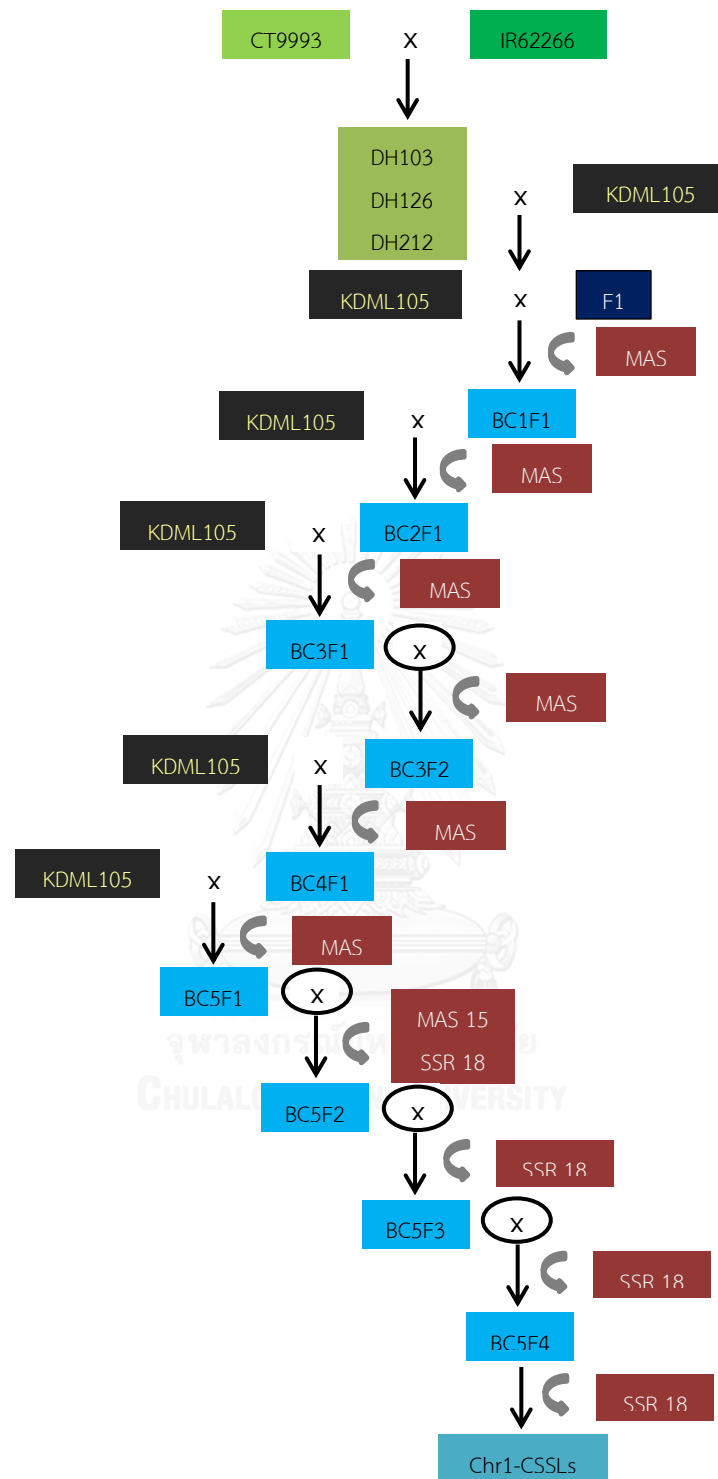 CT9993 x IR62266
DH103
DH126
DH212
x KDML105
KDML105 x F1
MAS
KDML105 x BC1F1
MAS
KDML105 x BC2F1
MAS
BC3F1 x
MAS
KDML105 x BC3F2
MAS
KDML105 x BC4F1
MAS
BC5F1 x
MAS 15
SSR 18
BC5F2 x
SSR 18
BC5F3 x
SSR 18
BC5F4
SSR 18
Chr1-CSSLs